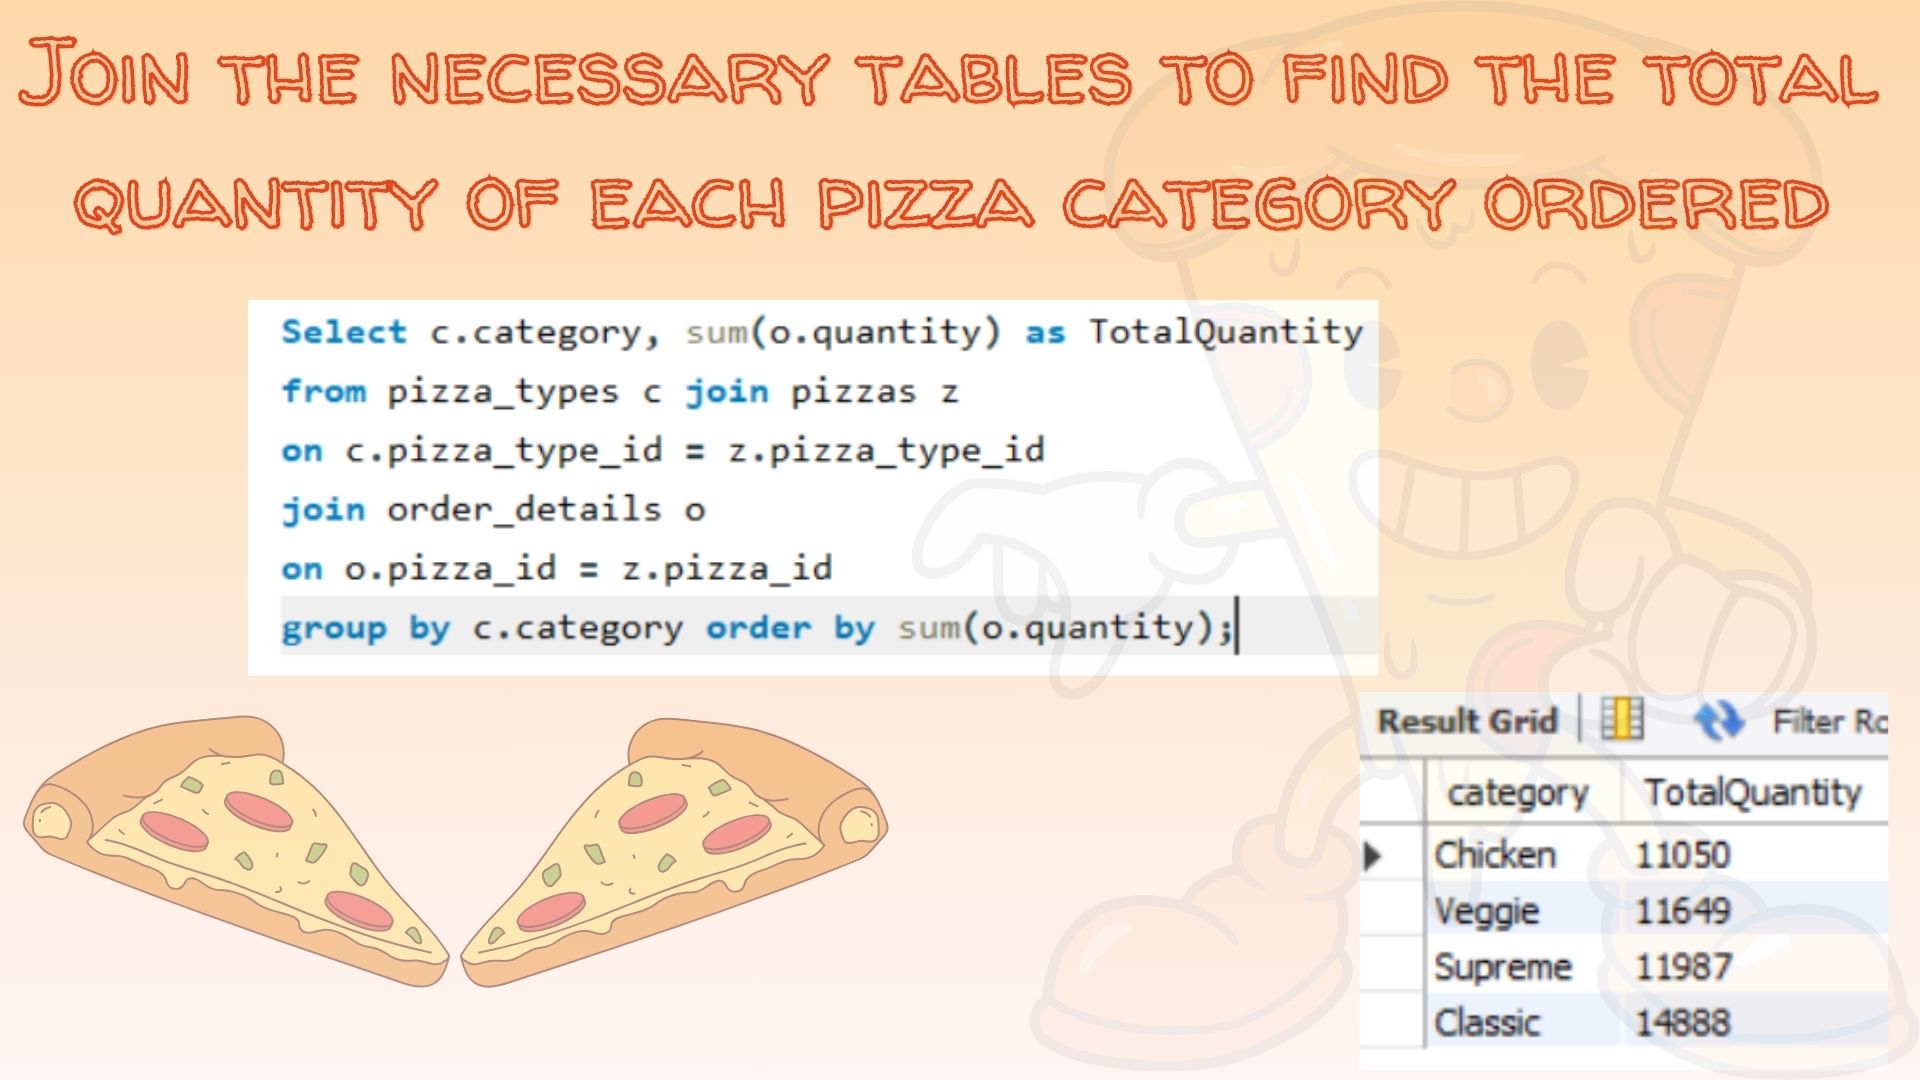 JOIN THE NECESSARY TABLES TO FIND THE TOTAL
QUANTITY OF EACH PIZZA CATEGORY ORDERED
Select c.category, sum(o.quantity) as TotalQuantity
from pizza_types c join pizzas z
on c.pizza_type_id = z.pizza_type_id
join order_details o
on o.pizza_id = z.pizza_id
group by c.category order by sum(o.quantity);
Result Grid Filter Ro
category TotalQuantity
Chicken 11050
Veggie 11649
Supreme 11987
Classic 14888